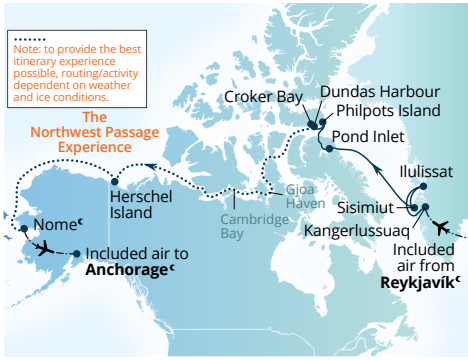 Note: to provide the best
itinerary experience
possible, routing/activity
dependent on weather
and ice conditions.
The
Northwest Passage
Experience
Croker Bay
Dundas Harbour
Philpots Island
Pond Inlet
Ilulissat
Herschel
Island
Gjoa
Haven
Cambridge
Bay
Sisimiut
Kangerlussuaq
Nome€
Included air to
Anchorage€
Included
air from
Reykjavík€